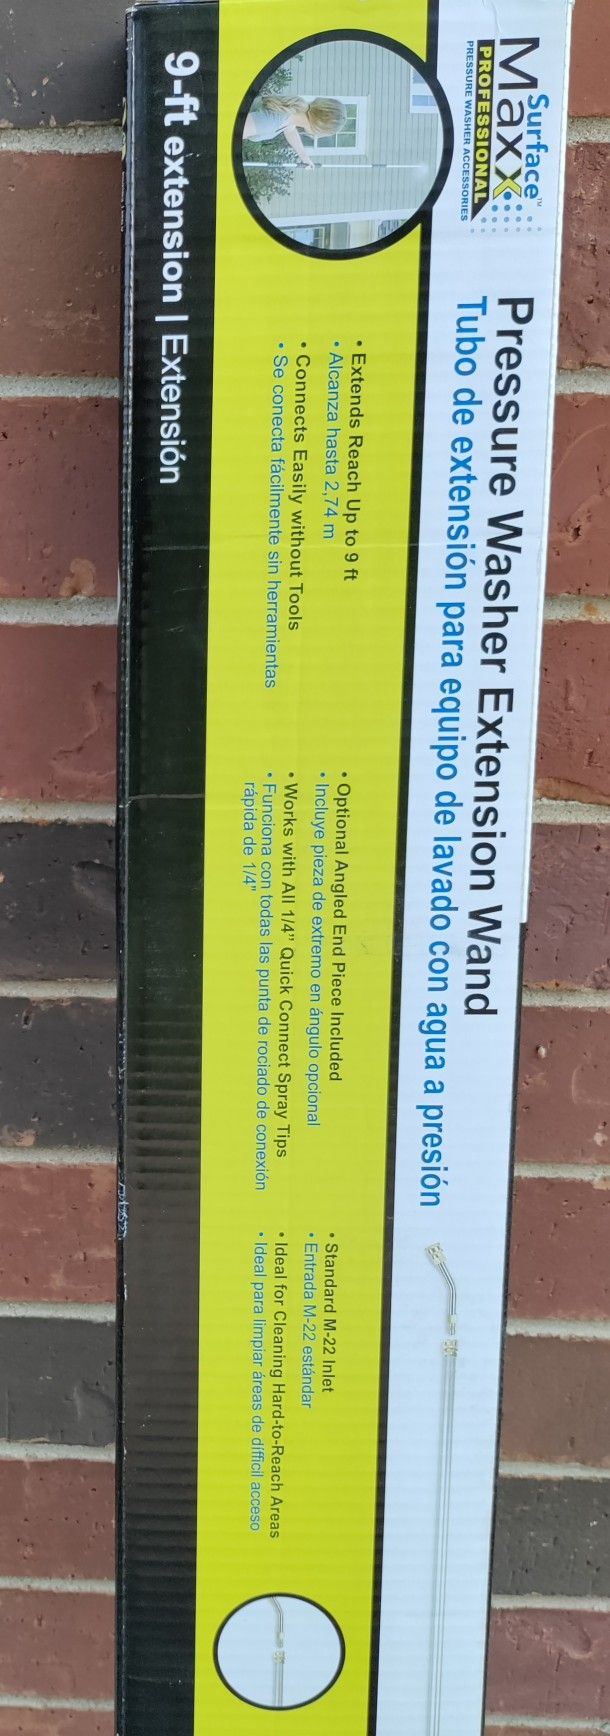 Surface™
Maxx
PROFESSIONAL
PRESSURE WASHER ACCESSORIES
Pressure Washer Extension Wand
Tubo de extensión para equipo de lavado con agua a presión
• Extends Reach Up to 9 ft
• Alcanza hasta 2,74 m
• Connects Easily without Tools
• Se conecta fácilmente sin herramientas
• Optional Angled End Piece Included
• Incluye pieza de extremo en ángulo opcional
• Works with All 1/4” Quick Connect Spray Tips
• Funciona con todas las punta de rociado de conexión
rápida de 1/4"
• Standard M-22 Inlet
• Entrada M-22 estándar
• Ideal for Cleaning Hard-to-Reach Areas
• Ideal para limpiar áreas de difficil acceso
9-ft extension | Extensión